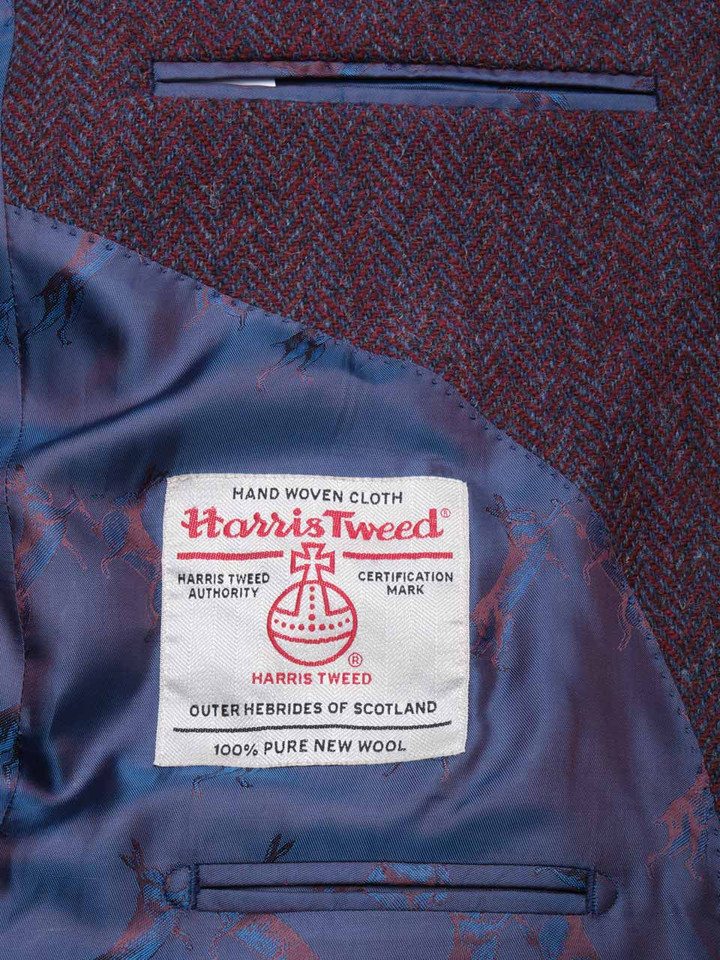 HAND WOVEN CLOTH
Harris Tweed®
HARRIS TWEED AUTHORITY
CERTIFICATION MARK
®
HARRIS TWEED
OUTER HEBRIDES OF SCOTLAND
100% PURE NEW WOOL